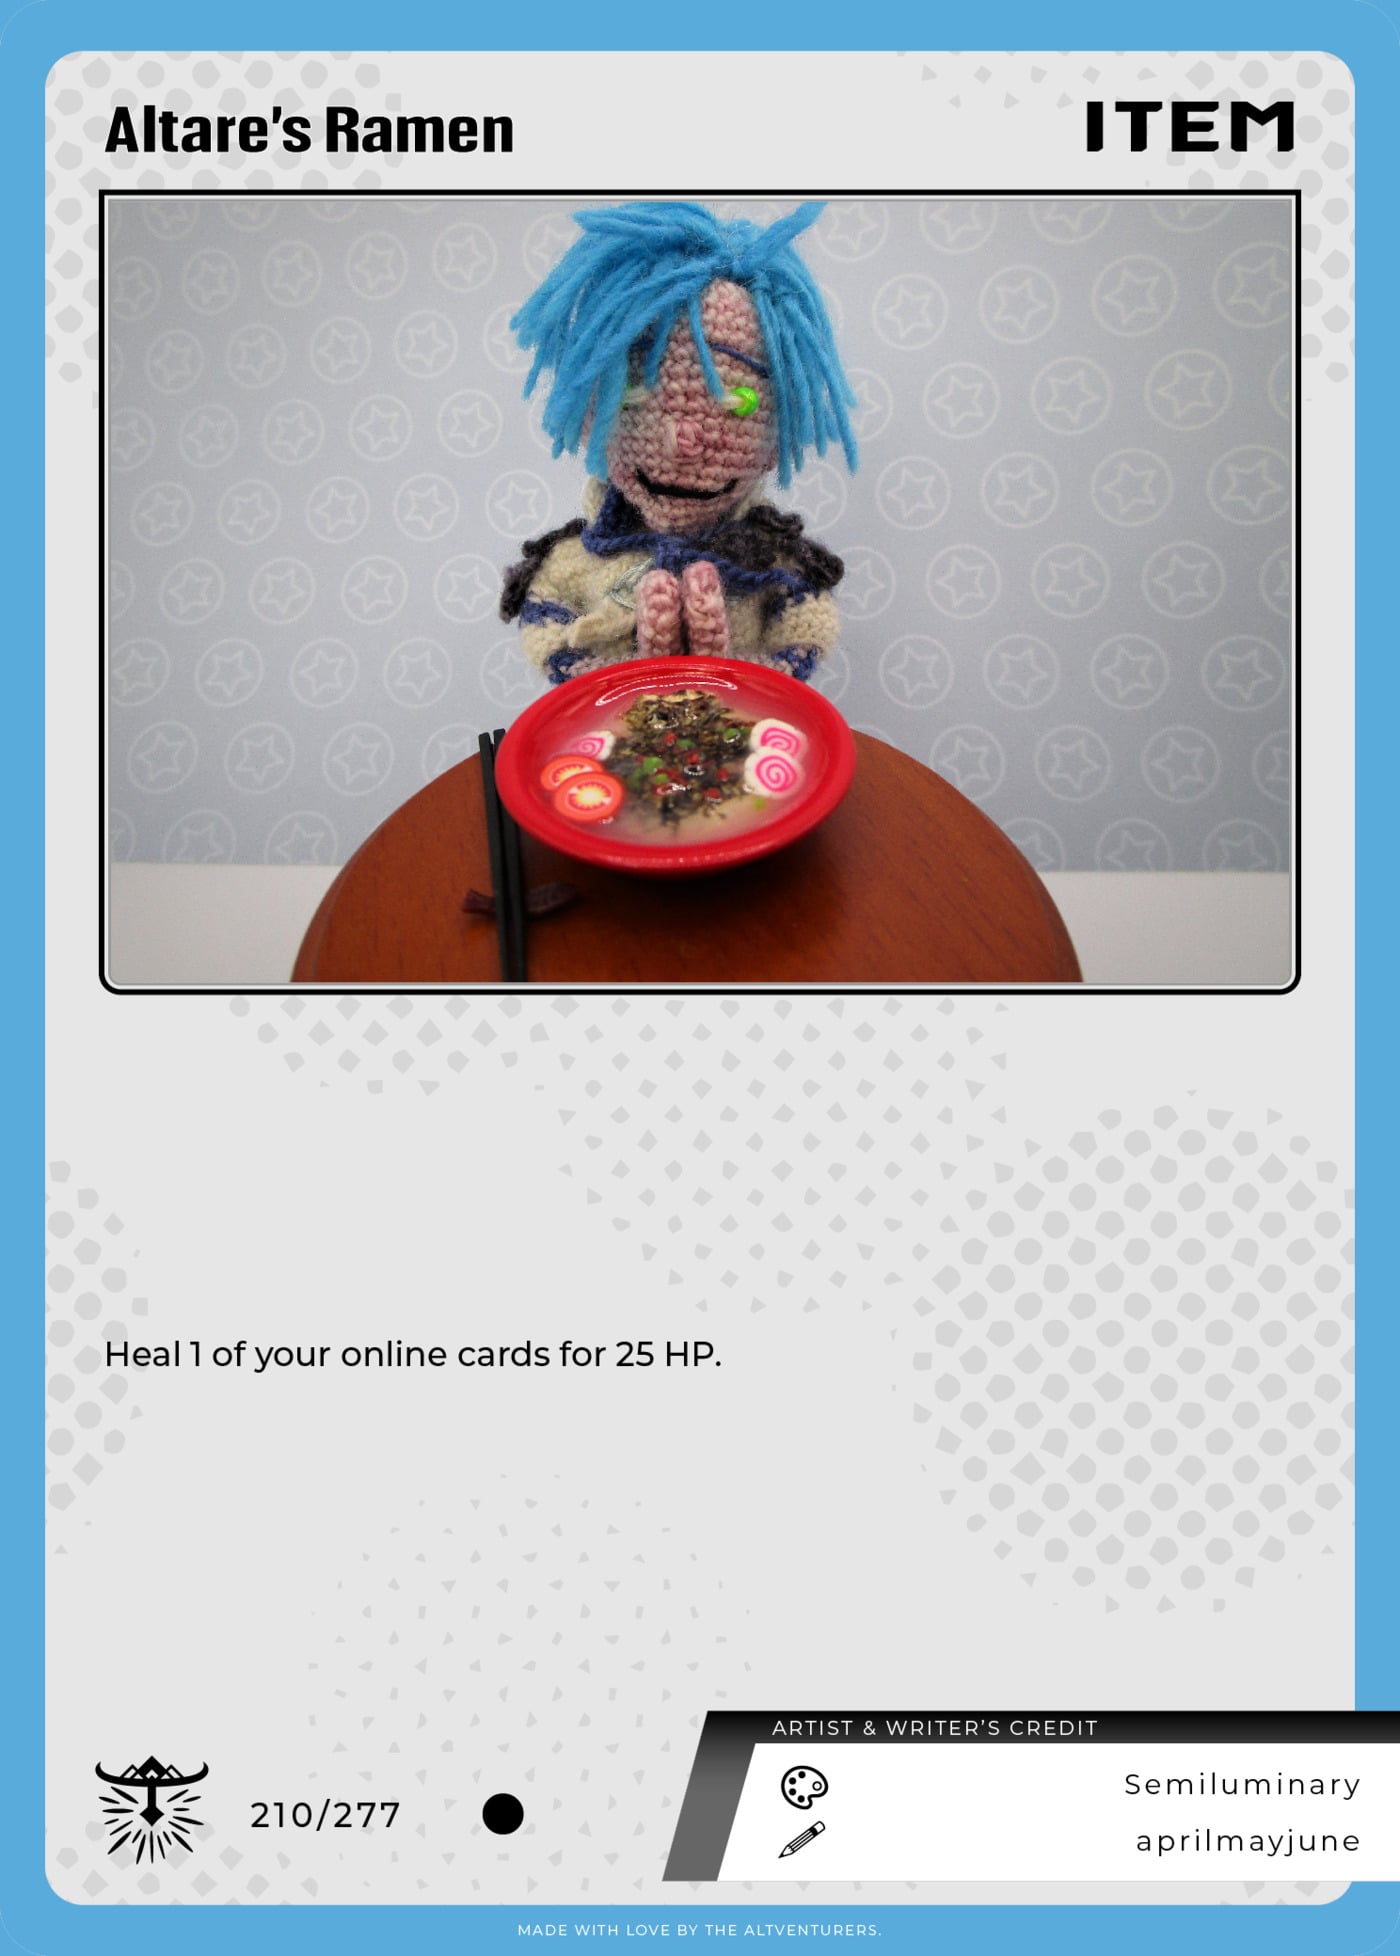 Altare's Ramen
ITEM
Heal 1 of your online cards for 25 HP.
ARTIST & WRITER'S CREDIT
Semiluminary
aprilmayjune
210/277
MADE WITH LOVE BY THE ALTVENTURERS.